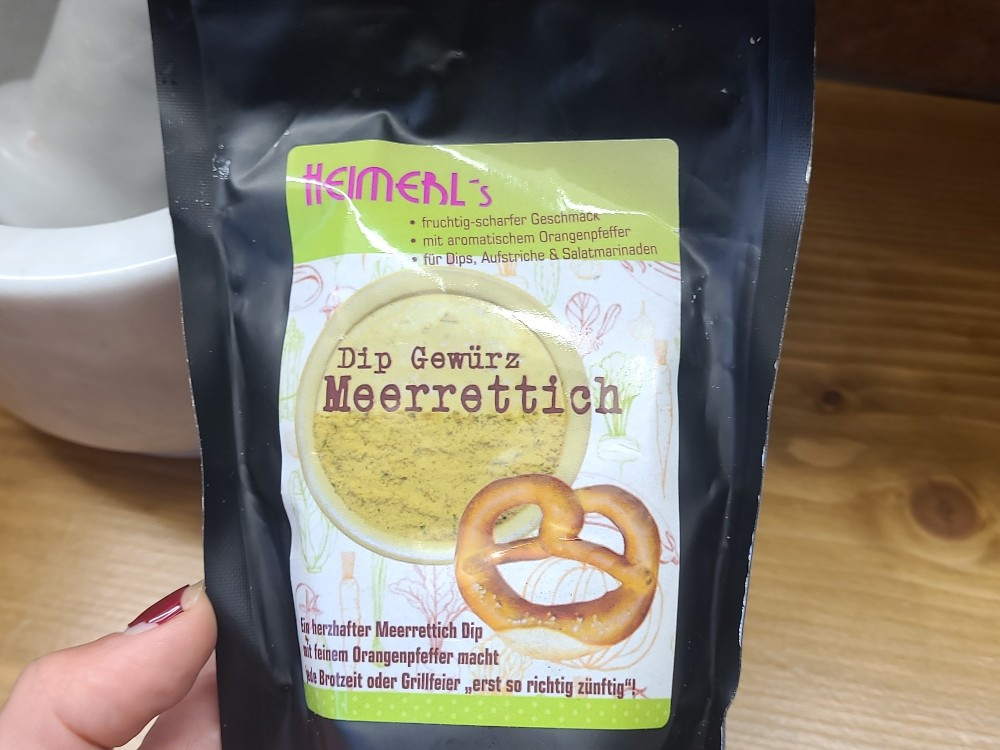 HEIMERL´s
• fruchtig-scharfer Geschmack
• mit aromatischem Orangenpfeffer
• für Dips, Aufstriche & Salatmarinaden
Dip Gewürz
Meerrettich
Ein herzhafter Meerrettich Dip
mit feinem Orangenpfeffer macht
jede Brotzeit oder Grillfeier „erst so richtig zünftig“!